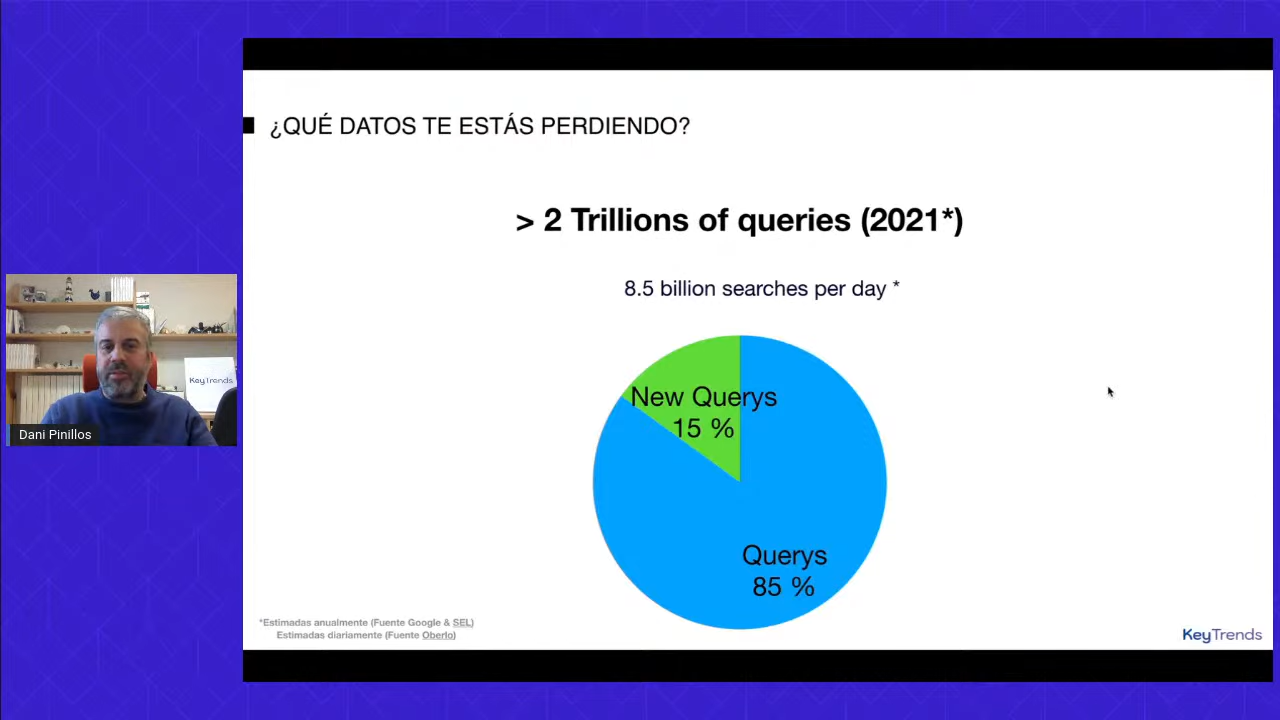 ¿QUÉ DATOS TE ESTÁS PERDIENDO?
> 2 Trillions of queries (2021*)
8.5 billion searches per day *
New Querys
15 %
Querys
85 %
KeyTrends
Dani Pinillos
*Estimadas anualmente (Fuente Google & SEL)
Estimadas diariamente (Fuente Oberlo)
KeyTrends